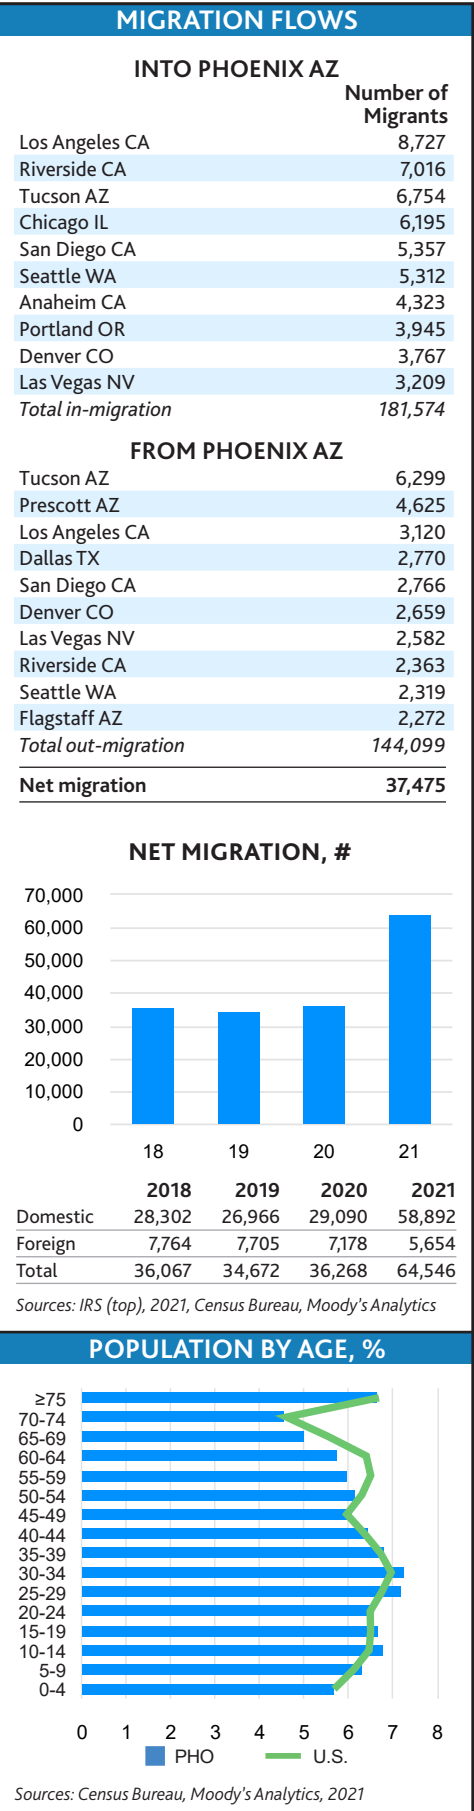 MIGRATION FLOWS
INTO PHOENIX AZ
Number of
Migrants
Los Angeles CA 8,727
Riverside CA 7,016
Tucson AZ 6,754
Chicago IL 6,195
San Diego CA 5,357
Seattle WA 5,312
Anaheim CA 4,323
Portland OR 3,945
Denver CO 3,767
Las Vegas NV 3,209
Total in-migration 181,574
FROM PHOENIX AZ
Tucson AZ 6,299
Prescott AZ 4,625
Los Angeles CA 3,120
Dallas TX 2,770
San Diego CA 2,766
Denver CO 2,659
Las Vegas NV 2,582
Riverside CA 2,363
Seattle WA 2,319
Flagstaff AZ 2,272
Total out-migration 144,099
Net migration 37,475
NET MIGRATION, #
70,000
60,000
50,000
40,000
30,000
20,000
10,000
0
18 19 20 21
2018 2019 2020 2021
Domestic 28,302 26,966 29,090 58,892
Foreign 7,764 7,705 7,178 5,654
Total 36,067 34,672 36,268 64,546
Sources: IRS (top), 2021, Census Bureau, Moody's Analytics
POPULATION BY AGE, %
≥75
70-74
65-69
60-64
55-59
50-54
45-49
40-44
35-39
30-34
25-29
20-24
15-19
10-14
5-9
0-4
0 1 2 3 4 5 6 7 8
PHO U.S.
Sources: Census Bureau, Moody's Analytics, 2021